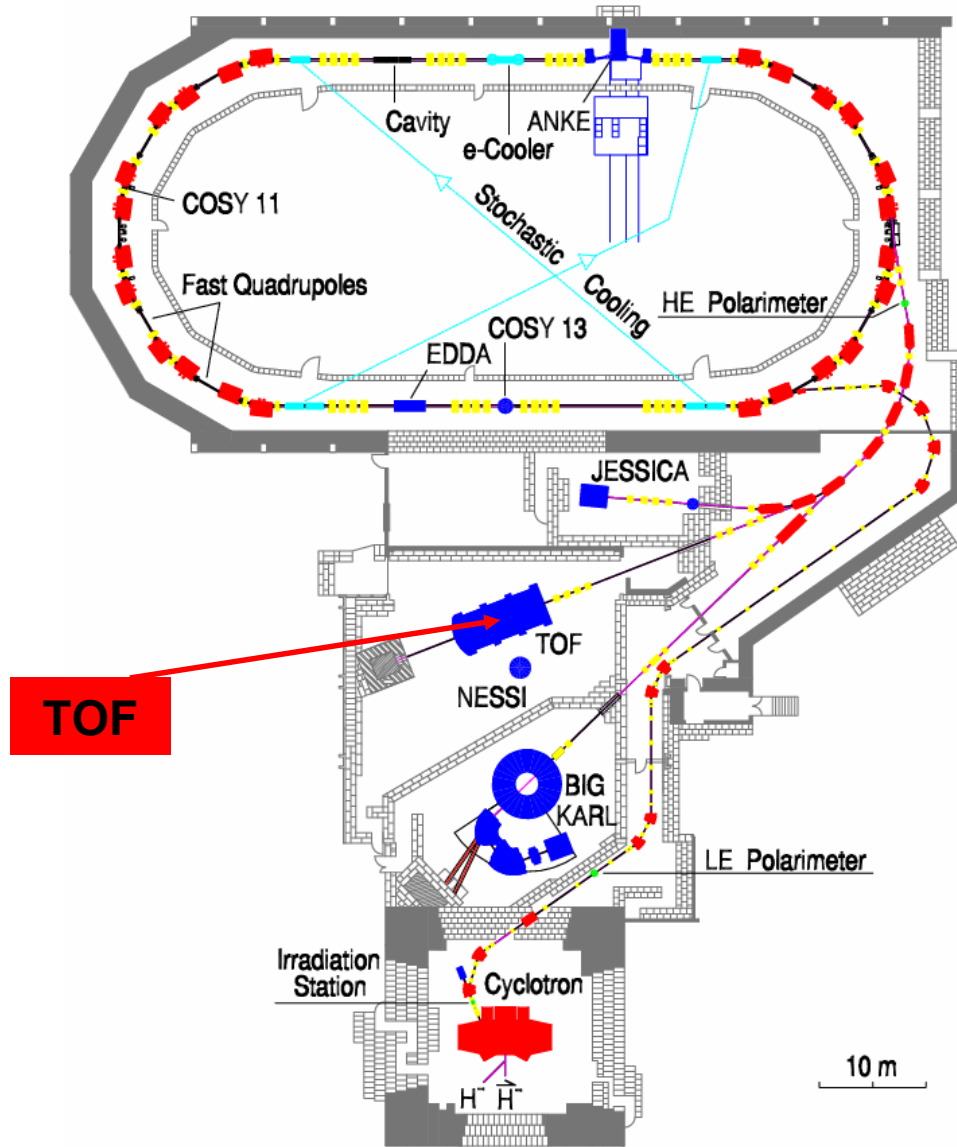 Cavity
e-Cooler
ANKE
COSY 11
Stochastic
Cooling
Fast Quadrupoles
HE Polarimeter
COSY 13
EDDA
JESSICA
TOF
TOF
NESSI
BIG
KARL
LE Polarimeter
Irradiation
Station
Cyclotron
10 m
H⁻ H⃗⁻